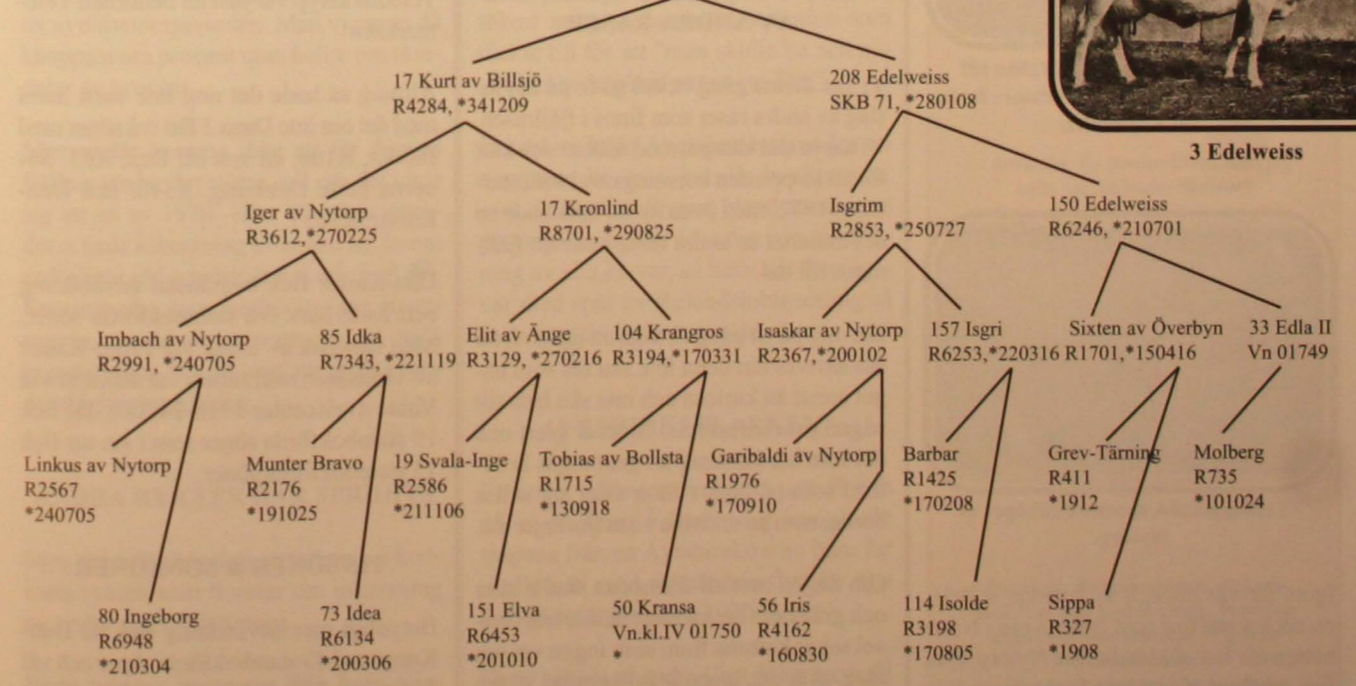 17 Kurt av Billsjö
R4284, *341209
208 Edelweiss
SKB 71, *280108
3 Edelweiss
Iger av Nytorp
R3612,*270225
17 Kronlind
R8701, *290825
Isgrim
R2853, *250727
150 Edelweiss
R6246, *210701
Imbach av Nytorp
R2991, *240705
85 Idka
R7343, *221119
Elit av Änge
R3129, *270216
104 Krangros
R3194,*170331
Isaskar av Nytorp
R2367,*200102
157 Isgri
R6253,*220316
Sixten av Överbyn
R1701,*150416
33 Edla II
Vn 01749
Linkus av Nytorp
R2567
*240705
Munter Bravo
R2176
*191025
19 Svala-Inge
R2586
*211106
Tobias av Bollsta
R1715
*130918
Garibaldi av Nytorp
R1976
*170910
Barbar
R1425
*170208
Grev-Tärning
R411
*1912
Molberg
R735
*101024
80 Ingeborg
R6948
*210304
73 Idea
R6134
*200306
151 Elva
R6453
*201010
50 Kransa
Vn.kl.IV 01750
*
56 Iris
R4162
*160830
114 Isolde
R3198
*170805
Sippa
R327
*1908